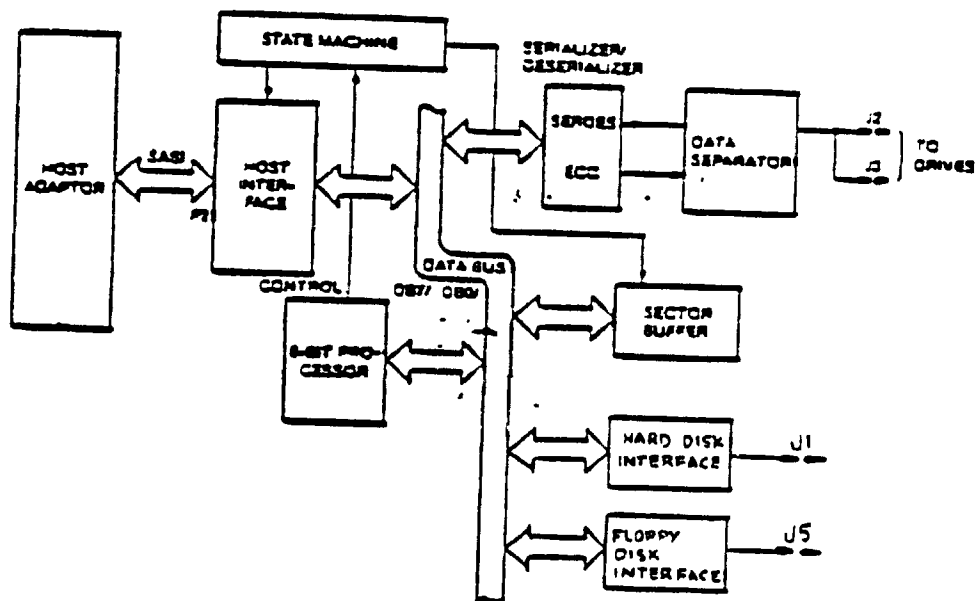 STATE MACHINE
SERIALIZER/
DESERIALIZER
HOST
ADAPTOR
SASI
HOST
INTER-
FACE
SERDES
ECC
DATA
SEPARATOR
J2
J3
TO
DRIVES
DATA BUS
CONTROL
DB7/ DB0/
8-BIT PRO-
CESSOR
SECTOR
BUFFER
HARD DISK
INTERFACE
J1
FLOPPY
DISK
INTERFACE
J5